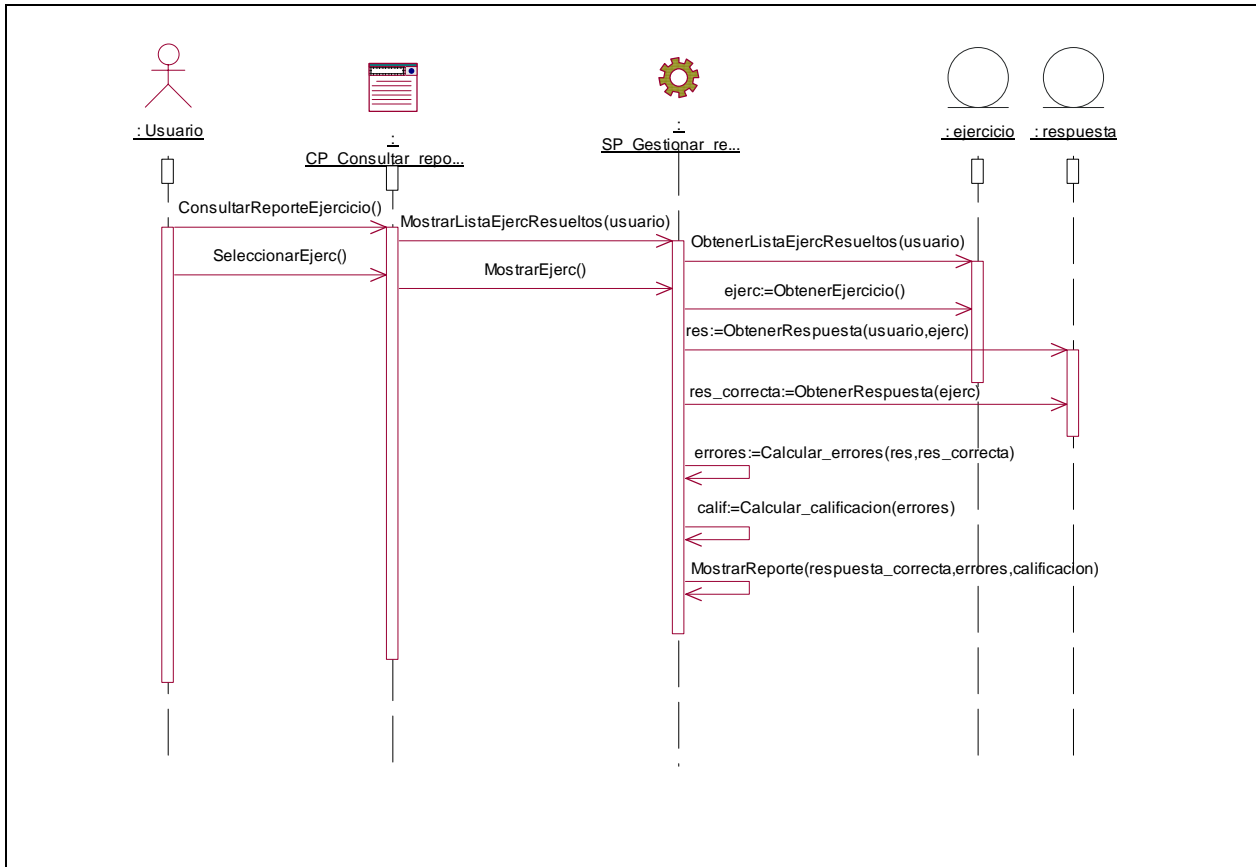 : Usuario
:
CP_Consultar_repo...
:
SP_Gestionar_re...
: ejercicio
: respuesta
ConsultarReporteEjercicio()
MostrarListaEjercResueltos(usuario)
ObtenerListaEjercResueltos(usuario)
SeleccionarEjerc()
MostrarEjerc()
ejerc:=ObtenerEjercicio()
res:=ObtenerRespuesta(usuario,ejerc)
res_correcta:=ObtenerRespuesta(ejerc)
errores:=Calcular_errores(res,res_correcta)
calif:=Calcular_calificacion(errores)
MostrarReporte(respuesta_correcta,errores,calificacion)